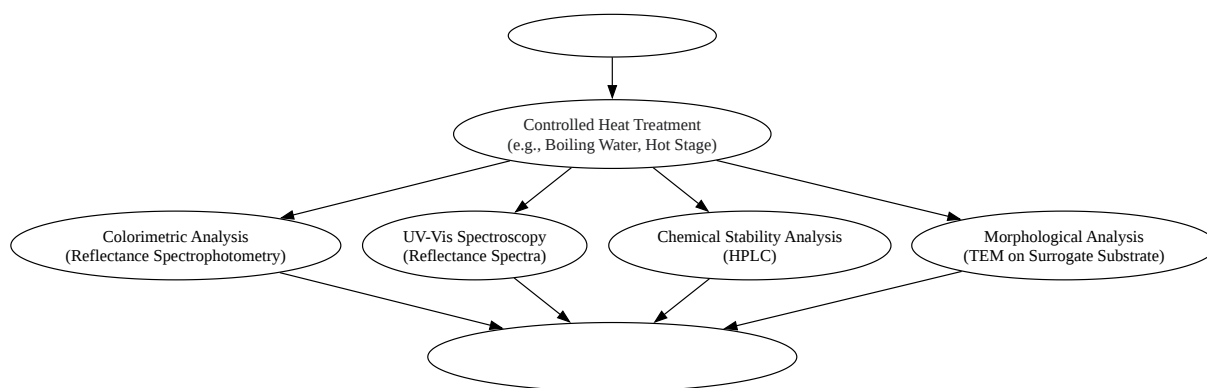 Controlled Heat Treatment
(e.g., Boiling Water, Hot Stage)
Colorimetric Analysis
(Reflectance Spectrophotometry)
UV-Vis Spectroscopy
(Reflectance Spectra)
Chemical Stability Analysis
(HPLC)
Morphological Analysis
(TEM on Surrogate Substrate)